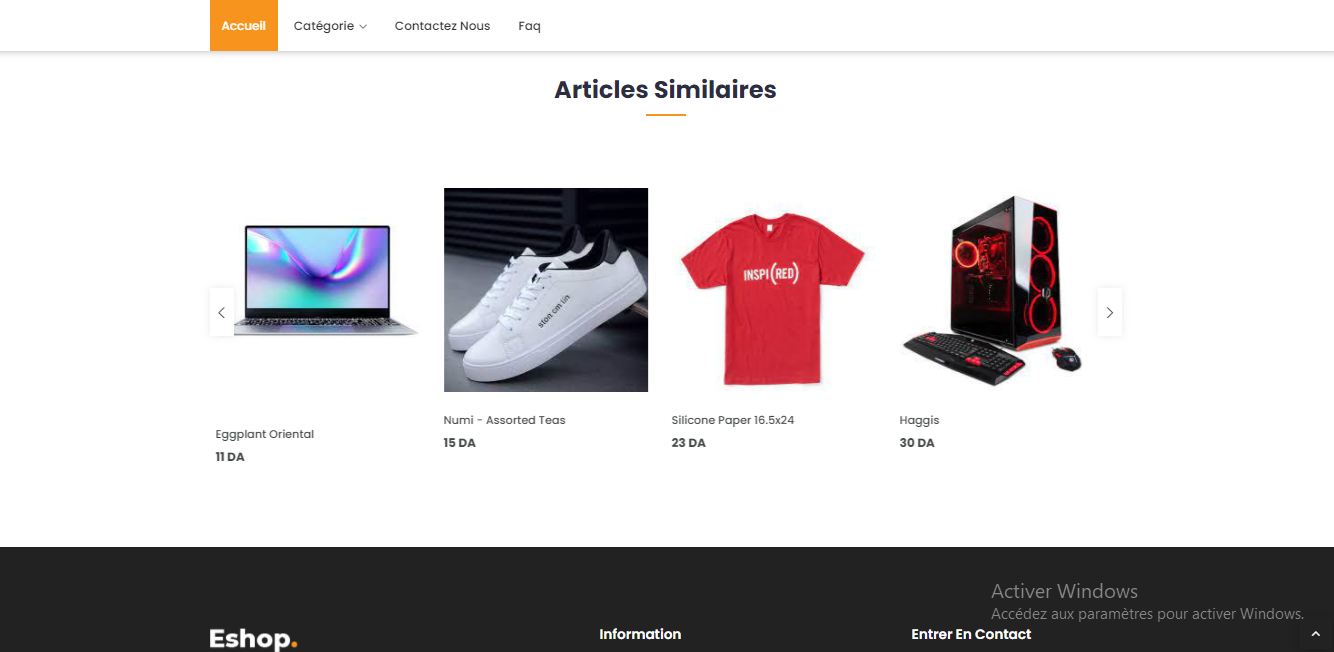 Accueil Catégorie Contactez Nous Faq
Articles Similaires
ston cm lin
INSPI(RED)
Eggplant Oriental
11 DA
Numi - Assorted Teas
15 DA
Silicone Paper 16.5x24
23 DA
Haggis
30 DA
Activer Windows
Accédez aux paramètres pour activer Windows.
Eshop.
Information
Entrer En Contact